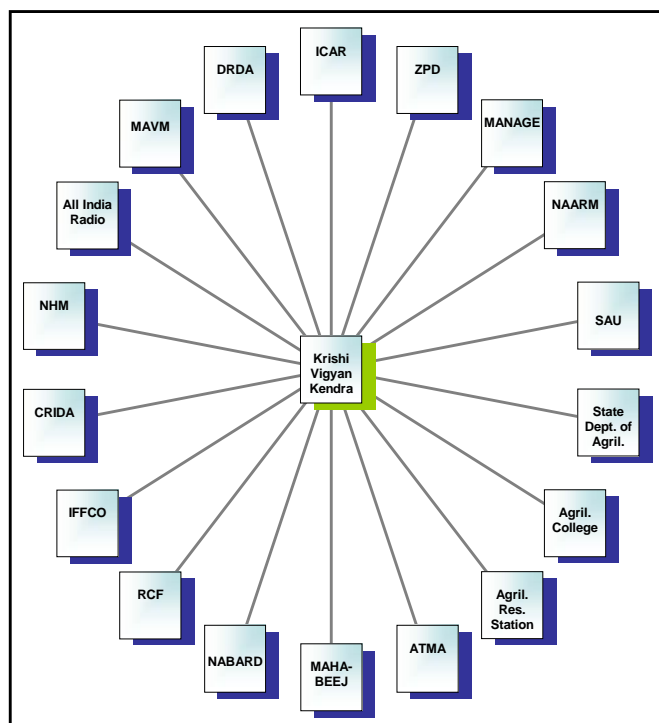 ICAR
DRDA
ZPD
MAVM
MANAGE
All India
Radio
NAARM
NHM
SAU
Krishi
Vigyan
Kendra
CRIDA
State
Dept. of
Agril.
IFFCO
Agril.
College
RCF
Agril.
Res.
Station
NABARD
MAHA-
BEEJ
ATMA